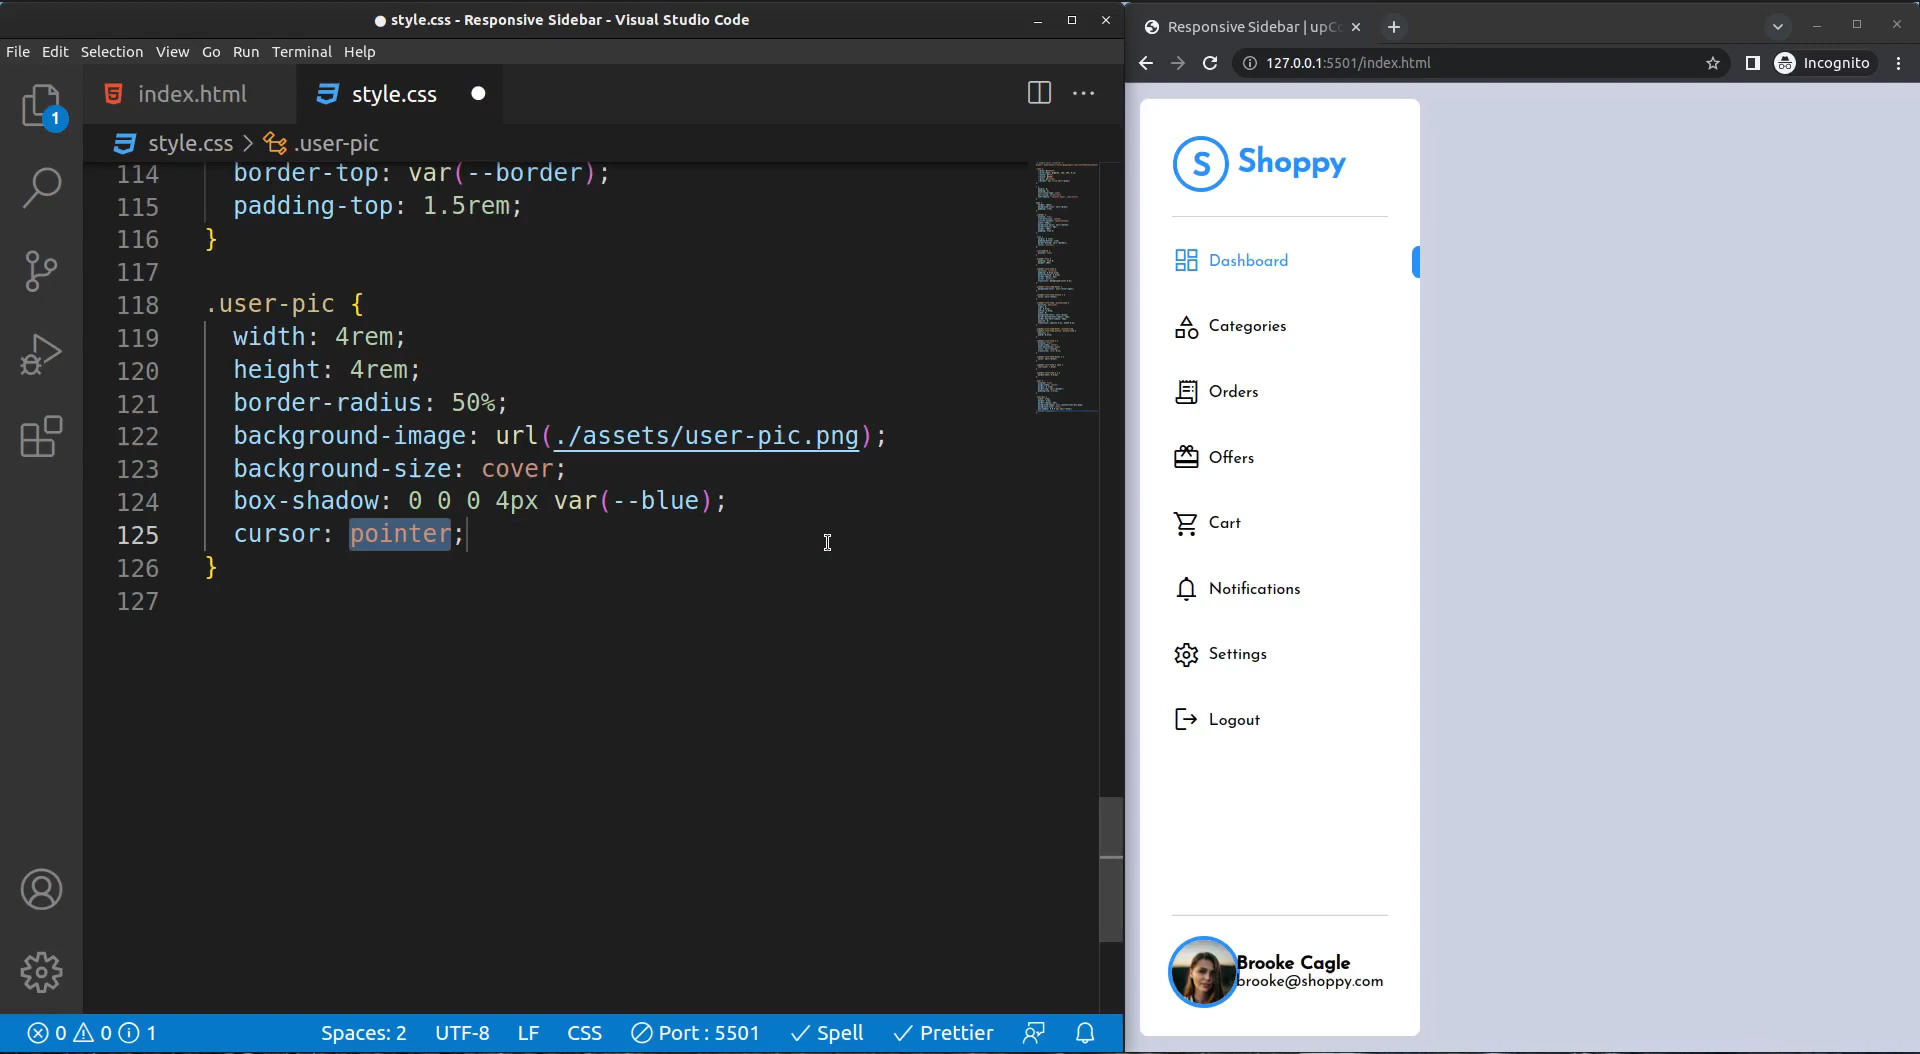 ● style.css - Responsive Sidebar - Visual Studio Code
File Edit Selection View Go Run Terminal Help
1
index.html
style.css
style.css > .user-pic
114 border-top: var(--border);
115 padding-top: 1.5rem;
116 }
117
118 .user-pic {
119 width: 4rem;
120 height: 4rem;
121 border-radius: 50%;
122 background-image: url(./assets/user-pic.png);
123 background-size: cover;
124 box-shadow: 0 0 0 4px var(--blue);
125 cursor: pointer;
126 }
127
0 0 1 Spaces: 2 UTF-8 LF CSS Port : 5501 Spell Prettier
Responsive Sidebar | upC
127.0.0.1:5501/index.html
Incognito
S Shoppy
Dashboard
Categories
Orders
Offers
Cart
Notifications
Settings
Logout
Brooke Cagle
brooke@shoppy.com